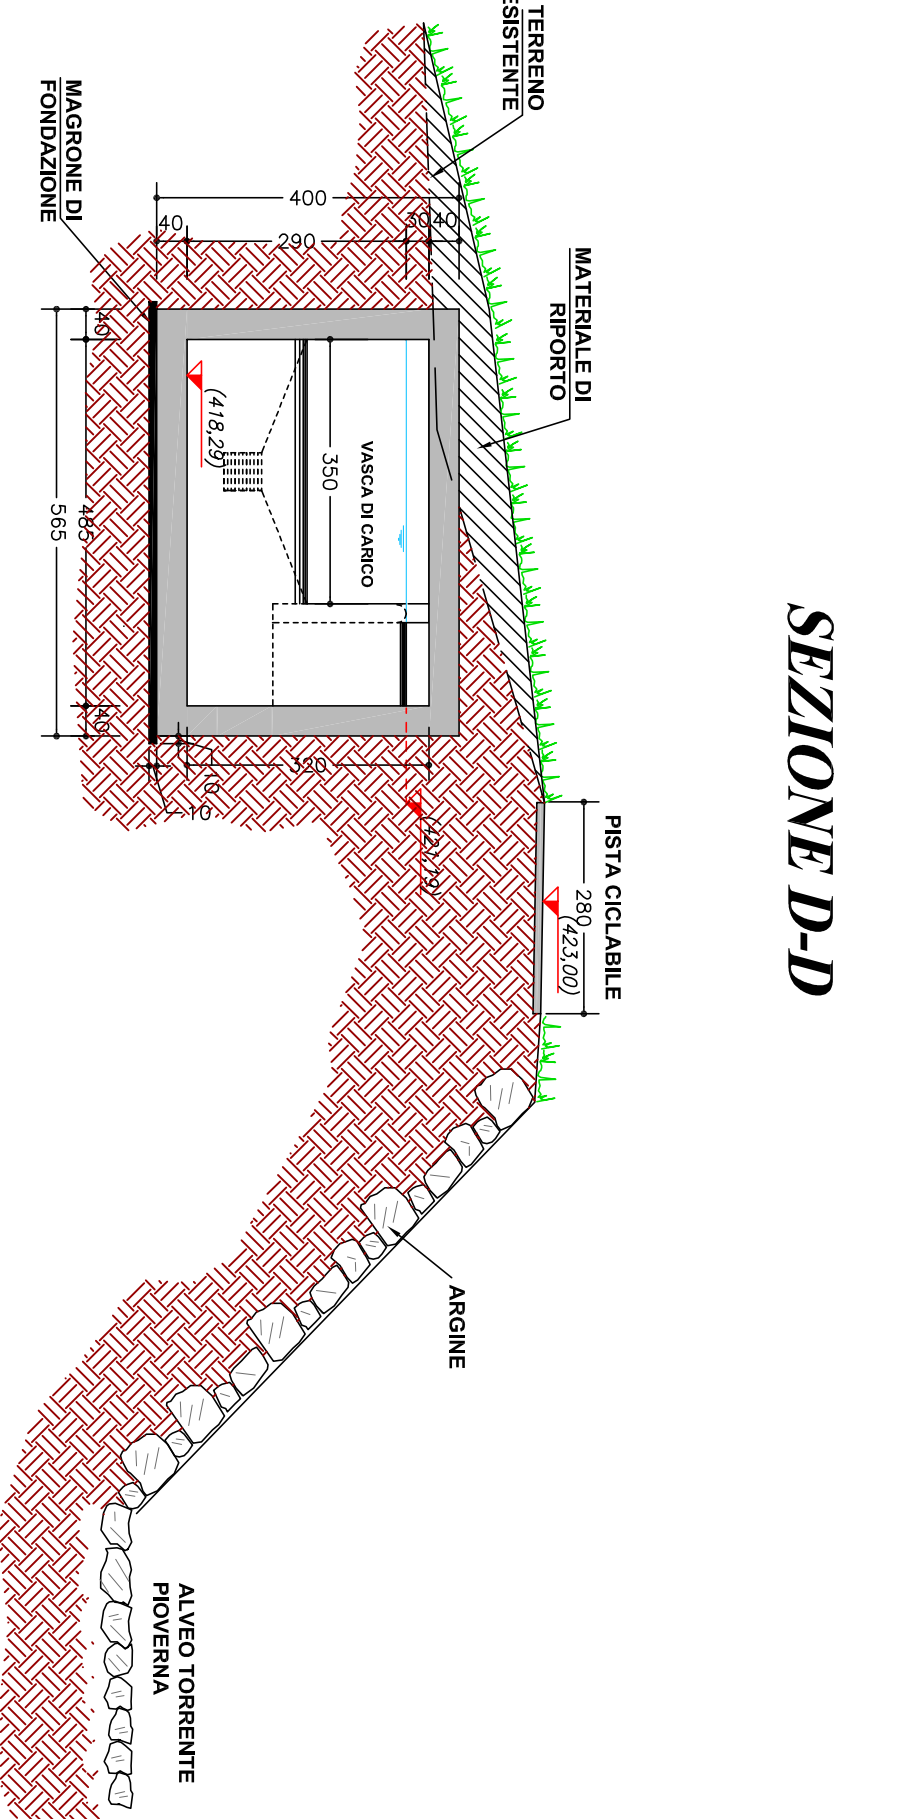 SEZIONE D-D
TERRENO
ESISTENTE
MATERIALE DI
RIPORTO
PISTA CICLABILE
280
(423,00)
400
40
290
30
40
VASCA DI CARICO
350
(418,29)
(421,19)
320
10
10
MAGRONE DI
FONDAZIONE
40
485
40
565
ARGINE
ALVEO TORRENTE
PIOVERNA